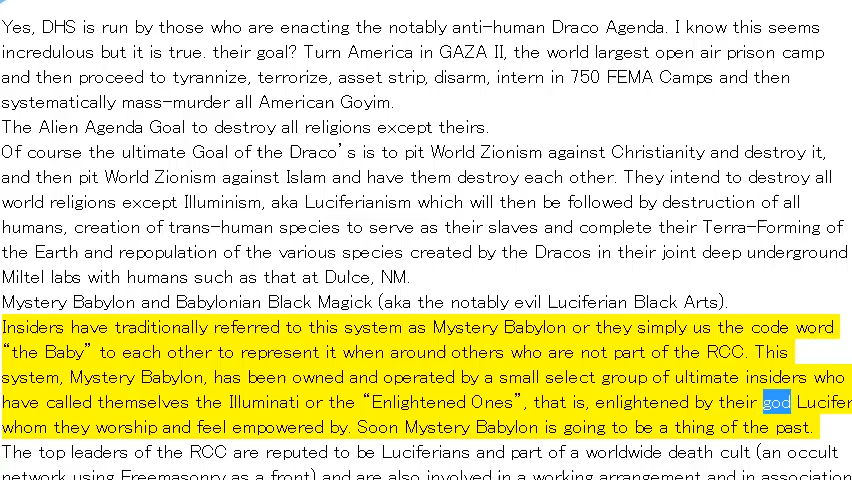 Yes, DHS is run by those who are enacting the notably anti-human Draco Agenda. I know this seems
incredulous but it is true. their goal? Turn America in GAZA II, the world largest open air prison camp
and then proceed to tyrannize, terrorize, asset strip, disarm, intern in 750 FEMA Camps and then
systematically mass-murder all American Goyim.
The Alien Agenda Goal to destroy all religions except theirs.
Of course the ultimate Goal of the Draco's is to pit World Zionism against Christianity and destroy it,
and then pit World Zionism against Islam and have them destroy each other. They intend to destroy all
world religions except Illuminism, aka Luciferianism which will then be followed by destruction of all
humans, creation of trans-human species to serve as their slaves and complete their Terra-Forming of
the Earth and repopulation of the various species created by the Dracos in their joint deep underground
Miltel labs with humans such as that at Dulce, NM.
Mystery Babylon and Babylonian Black Magick (aka the notably evil Luciferian Black Arts).
Insiders have traditionally referred to this system as Mystery Babylon or they simply us the code word
“the Baby” to each other to represent it when around others who are not part of the RCC. This
system, Mystery Babylon, has been owned and operated by a small select group of ultimate insiders who
have called themselves the Illuminati or the “Enlightened Ones”, that is, enlightened by their god Lucifer
whom they worship and feel empowered by. Soon Mystery Babylon is going to be a thing of the past.
The top leaders of the RCC are reputed to be Luciferians and part of a worldwide death cult (an occult
network using Freemasonry as a front) and are also involved in a working arrangement and in association